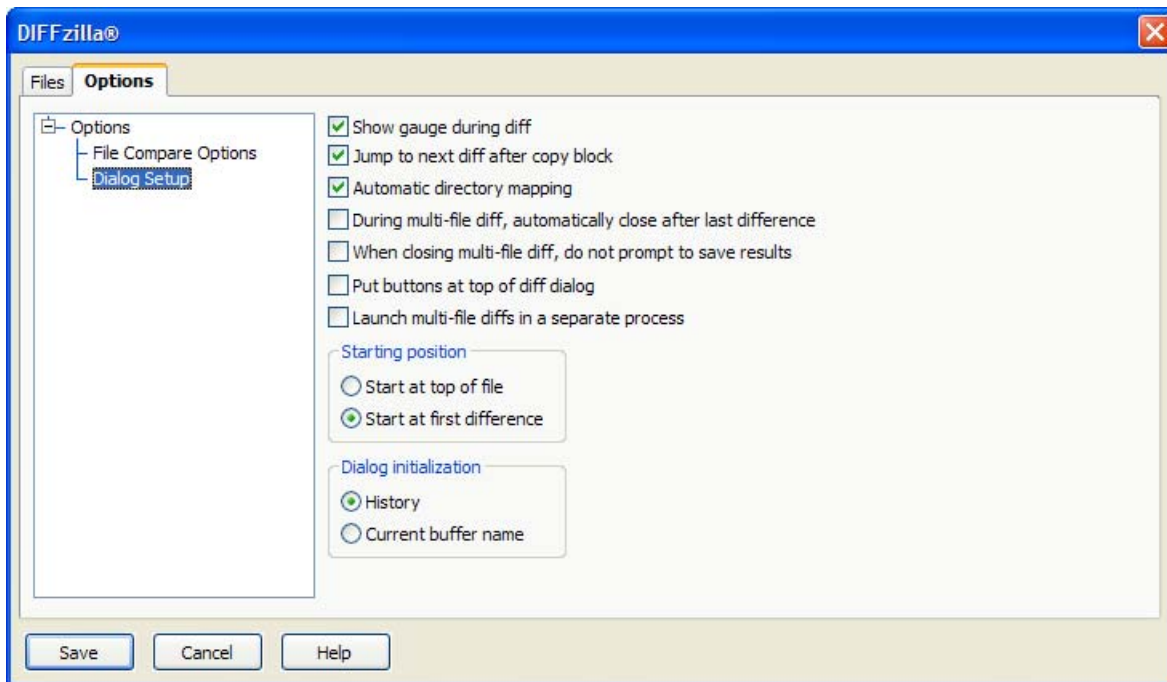 DIFFzilla®
Files Options
Options
File Compare Options
Dialog Setup
Show gauge during diff
Jump to next diff after copy block
Automatic directory mapping
During multi-file diff, automatically close after last difference
When closing multi-file diff, do not prompt to save results
Put buttons at top of diff dialog
Launch multi-file diffs in a separate process
Starting position
Start at top of file
Start at first difference
Dialog initialization
History
Current buffer name
Save Cancel Help